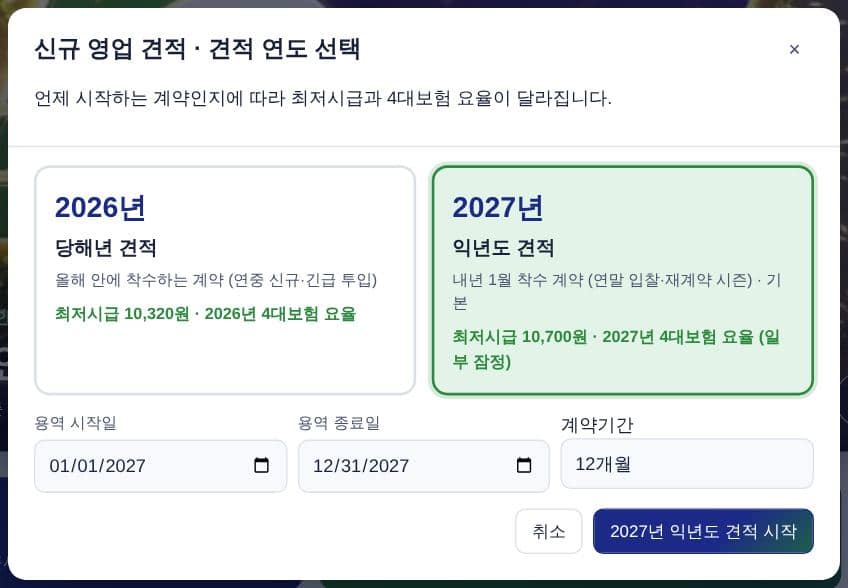 신규 영업 견적 · 견적 연도 선택
×
언제 시작하는 계약인지에 따라 최저시급과 4대보험 요율이 달라집니다.
2026년
당해년 견적
올해 안에 착수하는 계약 (연중 신규·긴급 투입)
최저시급 10,320원 · 2026년 4대보험 요율
2027년
익년도 견적
내년 1월 착수 계약 (연말 입찰·재계약 시즌) · 기
본
최저시급 10,700원 · 2027년 4대보험 요율 (일
부 잠정)
용역 시작일
01/01/2027
용역 종료일
12/31/2027
계약기간
12개월
취소
2027년 익년도 견적 시작